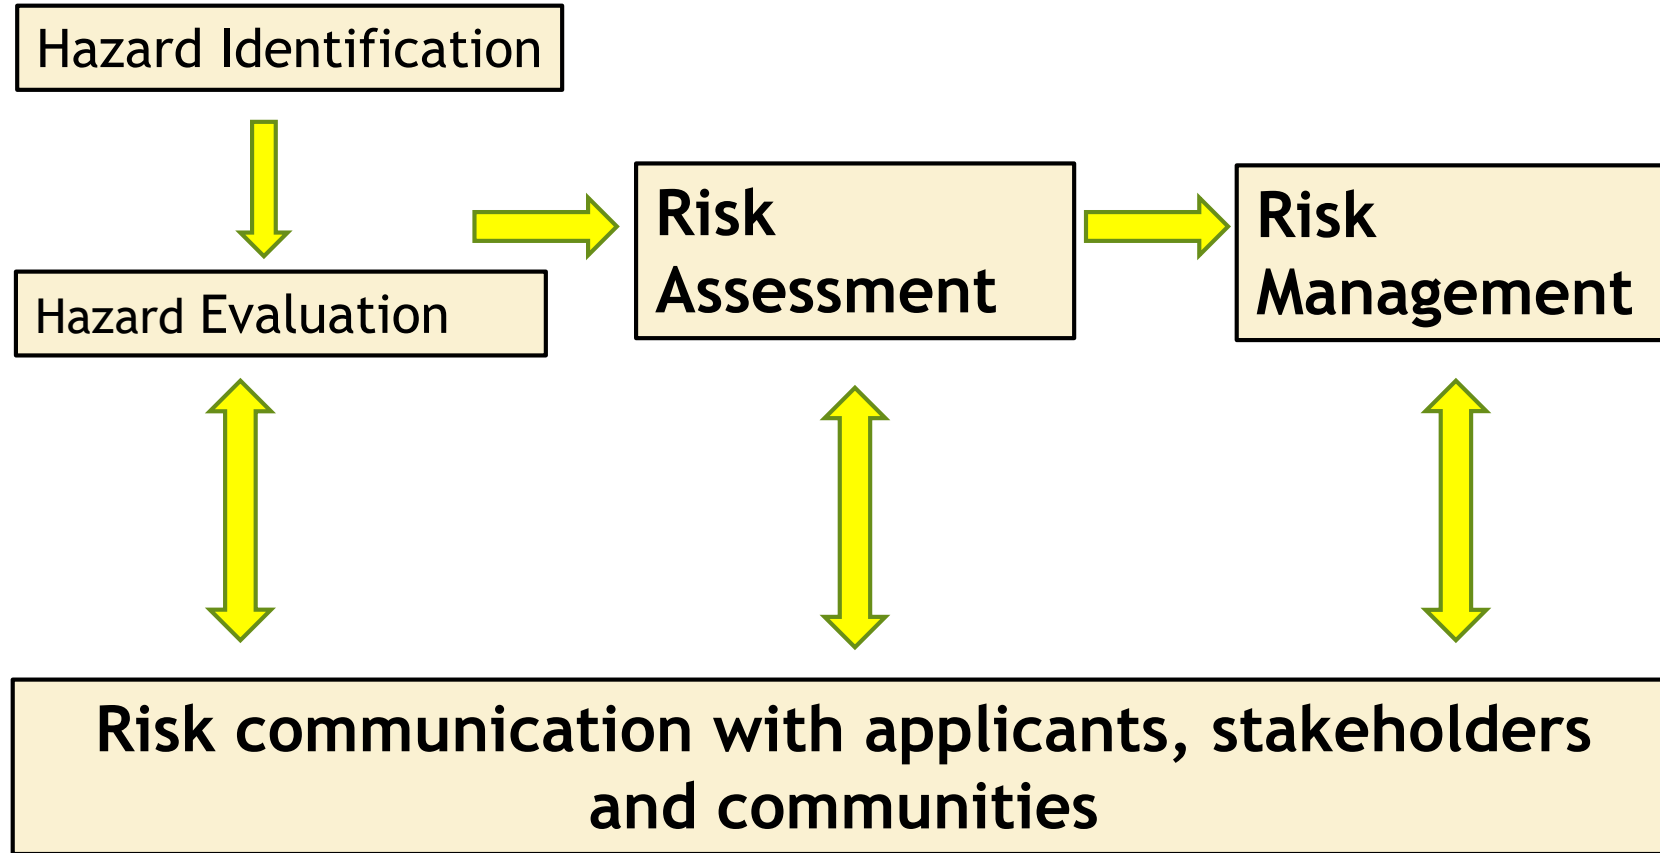 Hazard Identification
Hazard Evaluation
Risk
Assessment
Risk
Management
Risk communication with applicants, stakeholders
and communities